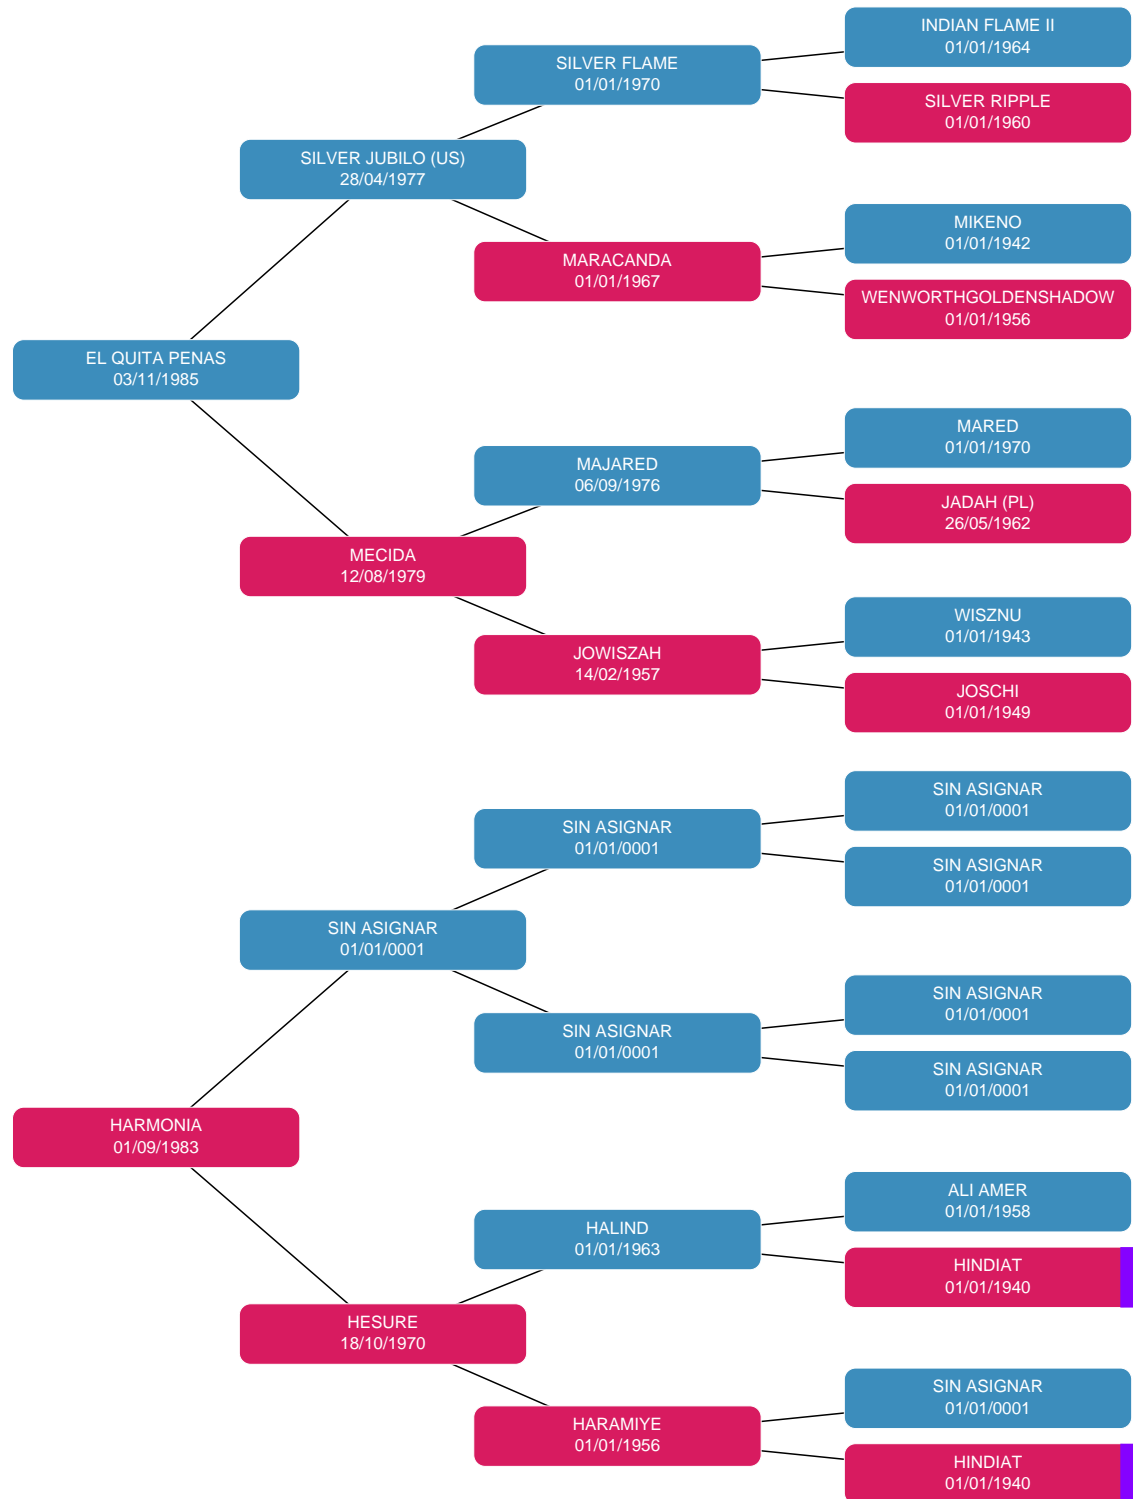 INDIAN FLAME II
01/01/1964
SILVER FLAME
01/01/1970
SILVER RIPPLE
01/01/1960
SILVER JUBILO (US)
28/04/1977
MIKENO
01/01/1942
MARACANDA
01/01/1967
WENWORTHGOLDENSHADOW
01/01/1956
EL QUITA PENAS
03/11/1985
MARED
01/01/1970
MAJARED
06/09/1976
JADAH (PL)
26/05/1962
MECIDA
12/08/1979
WISZNU
01/01/1943
JOWISZAH
14/02/1957
JOSCHI
01/01/1949
SIN ASIGNAR
01/01/0001
SIN ASIGNAR
01/01/0001
SIN ASIGNAR
01/01/0001
SIN ASIGNAR
01/01/0001
SIN ASIGNAR
01/01/0001
SIN ASIGNAR
01/01/0001
SIN ASIGNAR
01/01/0001
HARMONIA
01/09/1983
ALI AMER
01/01/1958
HALIND
01/01/1963
HINDIAT
01/01/1940
HESURE
18/10/1970
SIN ASIGNAR
01/01/0001
HARAMIYE
01/01/1956
HINDIAT
01/01/1940